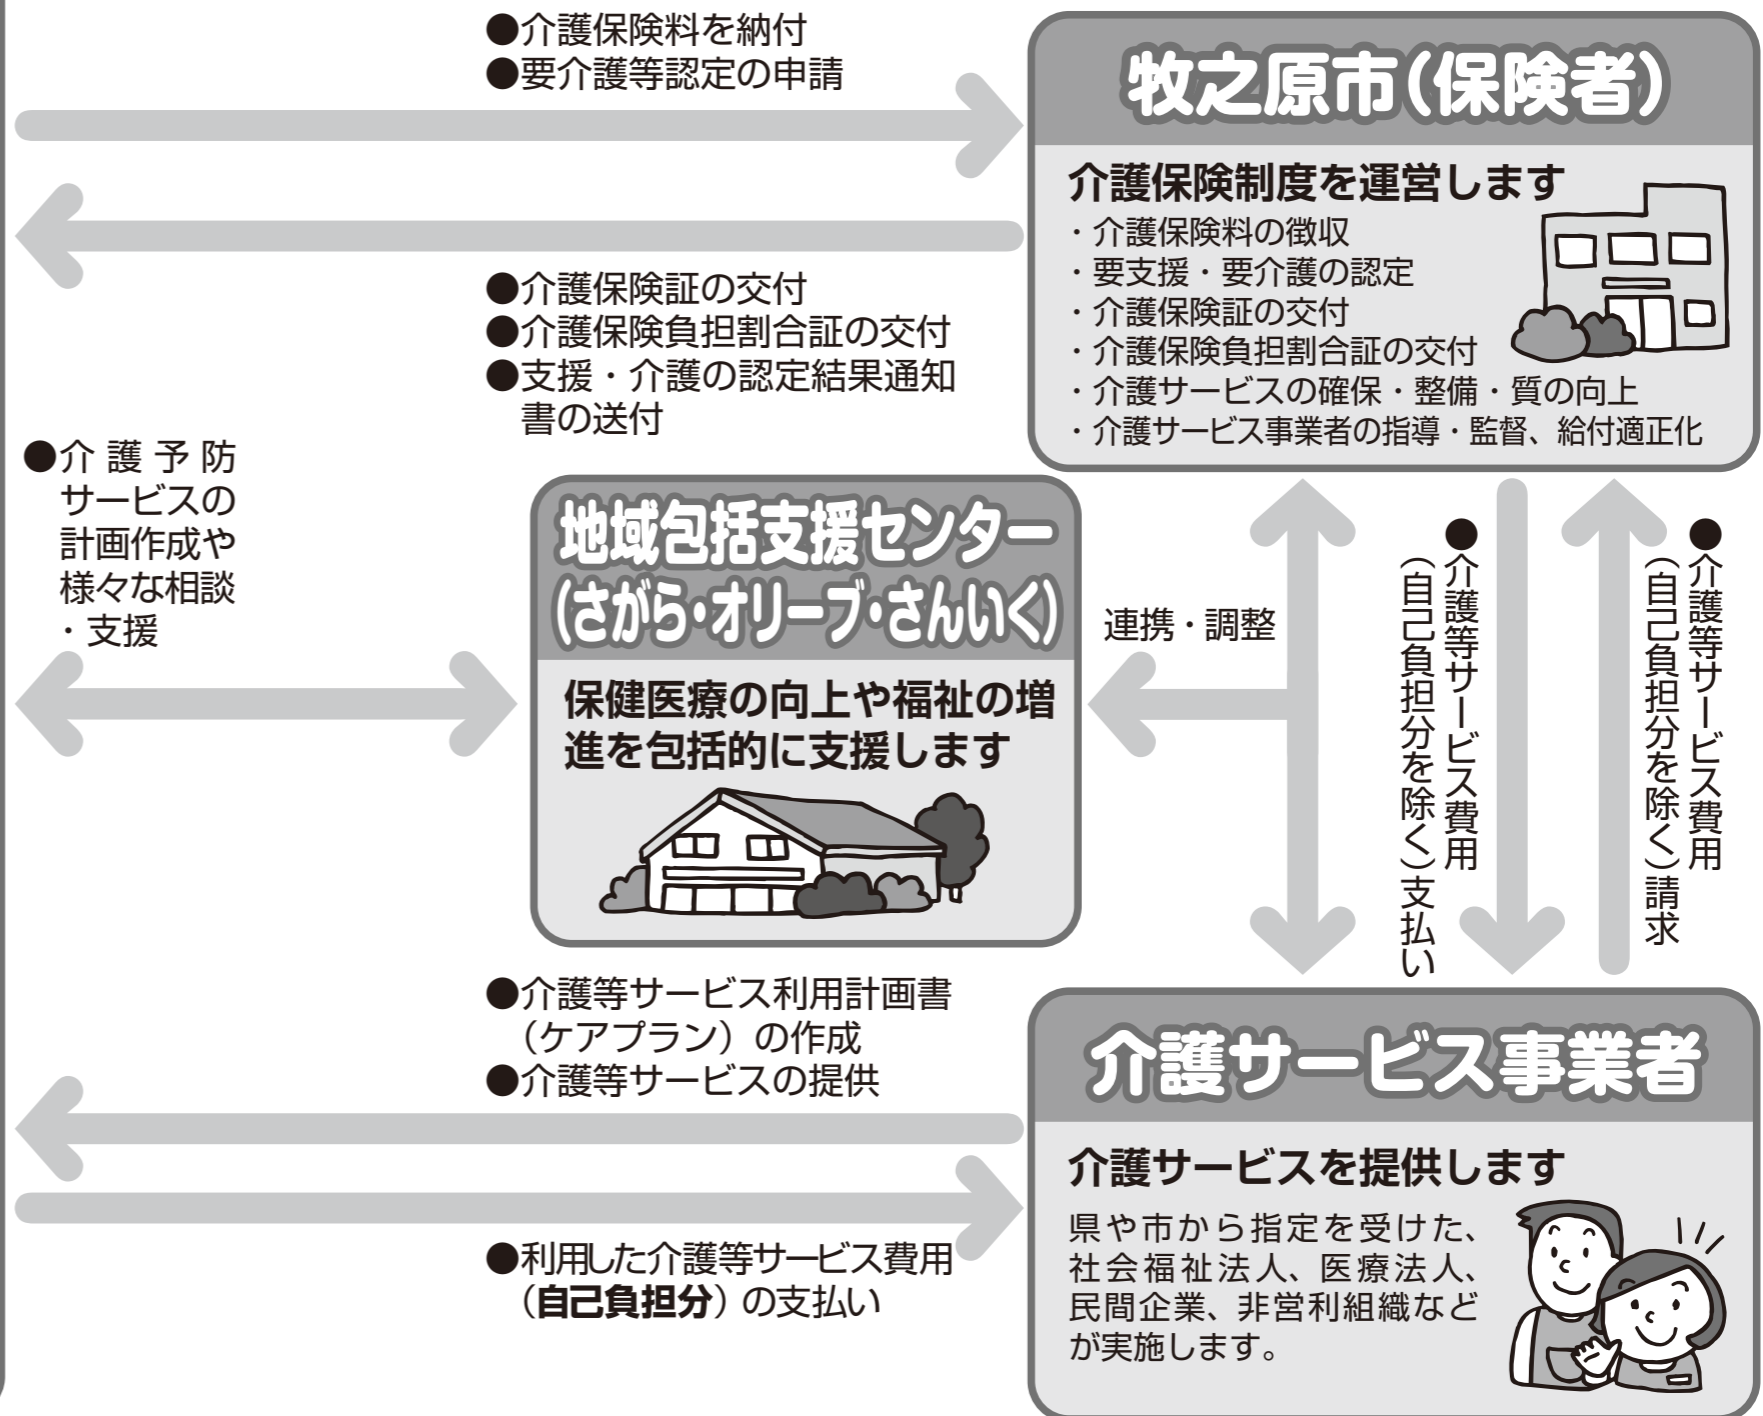 ●介護保険料を納付
●要介護等認定の申請
牧之原市（保険者）
介護保険制度を運営します
・介護保険料の徴収
・要支援・要介護の認定
・介護保険証の交付
・介護保険負担割合証の交付
・介護サービスの確保・整備・質の向上
・介護サービス事業者の指導・監督、給付適正化
●介護保険証の交付
●介護保険負担割合証の交付
●支援・介護の認定結果通知
書の送付
●介護予防
サービスの
計画作成や
様々な相談
・支援
地域包括支援センター
（さがら・オリーブ・さんいく）
保健医療の向上や福祉の増
進を包括的に支援します
連携・調整
●介護等サービス費用
（自己負担分を除く）支払い
●介護等サービス費用
（自己負担分を除く）請求
●介護等サービス利用計画書
（ケアプラン）の作成
●介護等サービスの提供
●利用した介護等サービス費用
（自己負担分）の支払い
介護サービス事業者
介護サービスを提供します
県や市から指定を受けた、
社会福祉法人、医療法人、
民間企業、非営利組織など
が実施します。